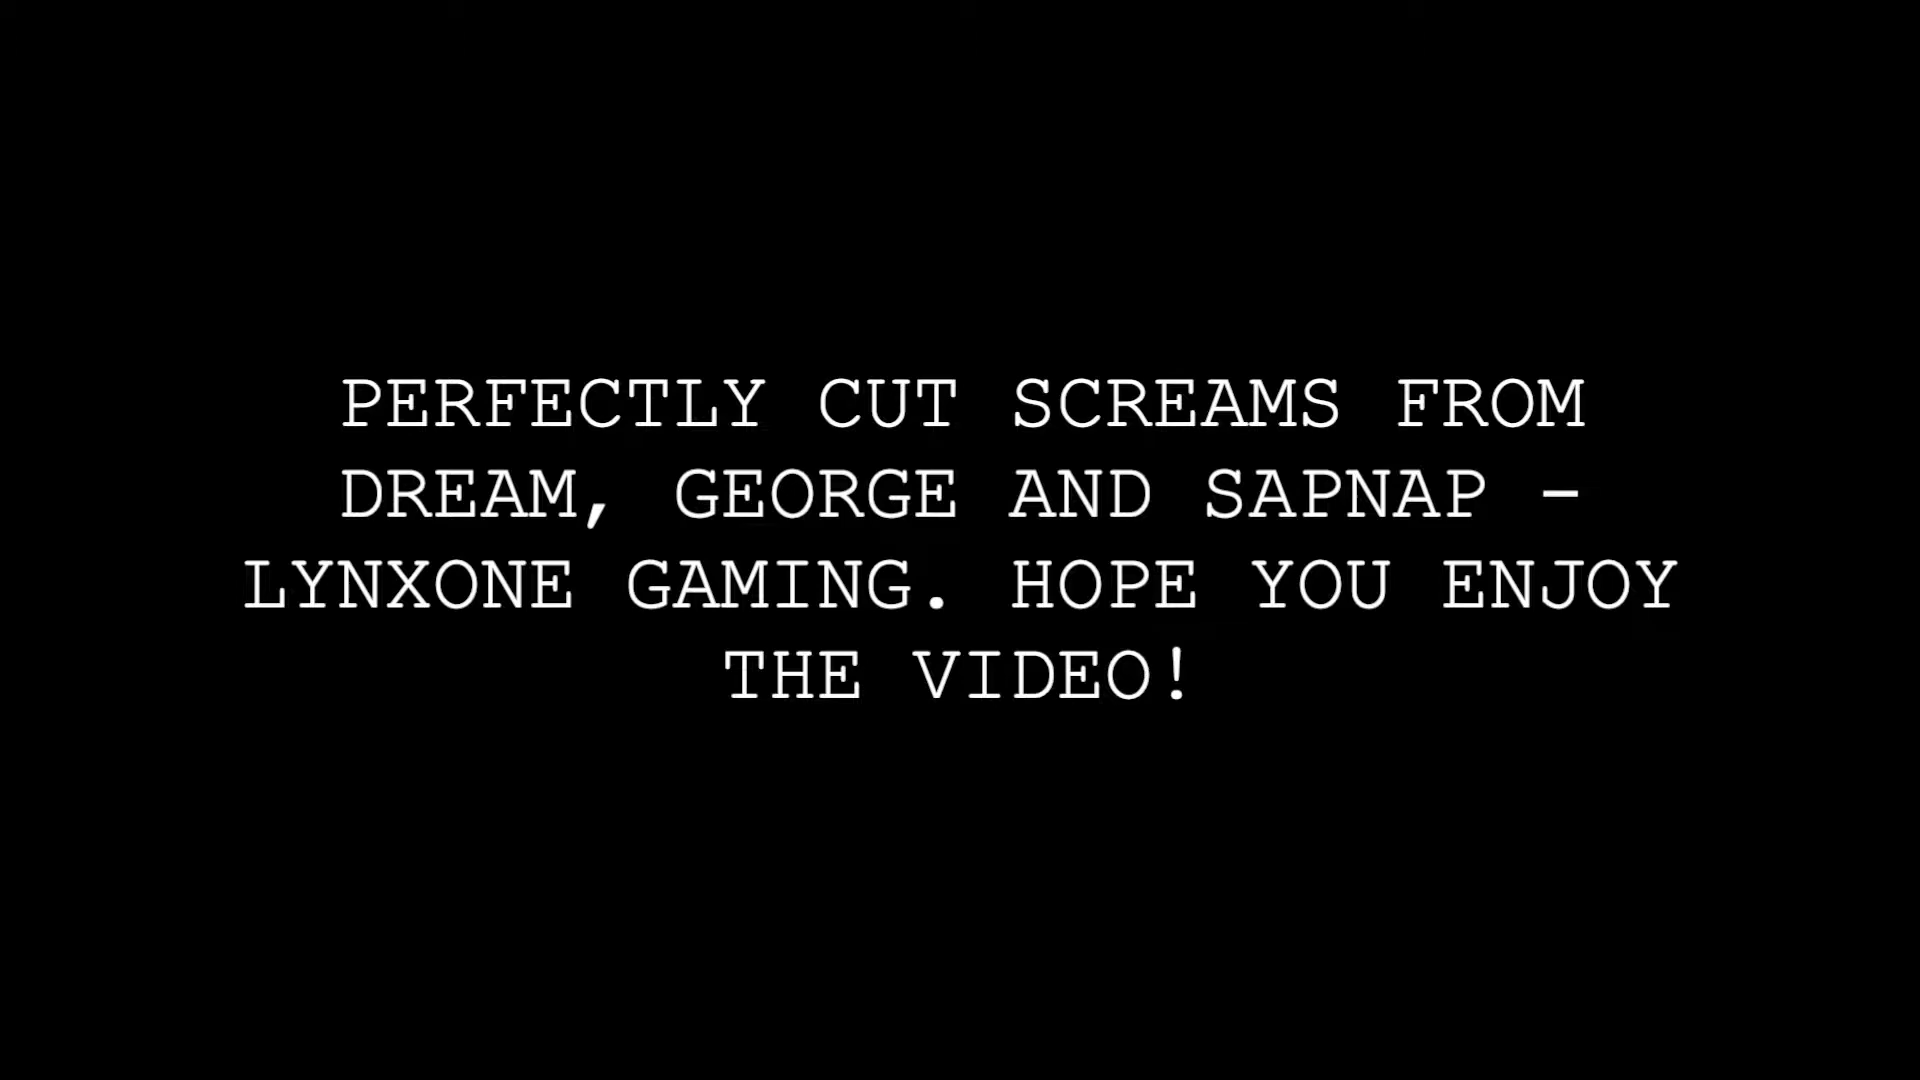 PERFECTLY CUT SCREAMS FROM
DREAM, GEORGE AND SAPNAP -
LYNXONE GAMING. HOPE YOU ENJOY
THE VIDEO!